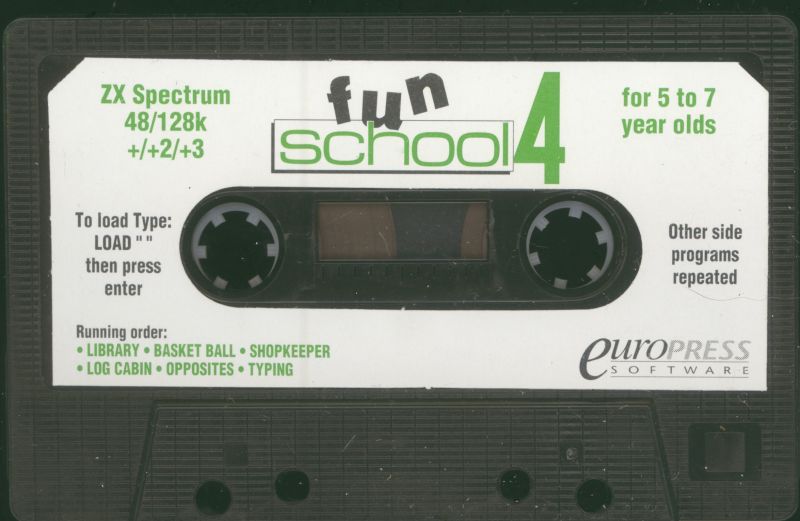 ZX Spectrum
48/128k
+/+2/+3
fun
school 4
for 5 to 7
year olds
To load Type:
LOAD " "
then press
enter
Other side
programs
repeated
Running order:
• LIBRARY • BASKET BALL • SHOPKEEPER
• LOG CABIN • OPPOSITES • TYPING
euroPRESS
SOFTWARE